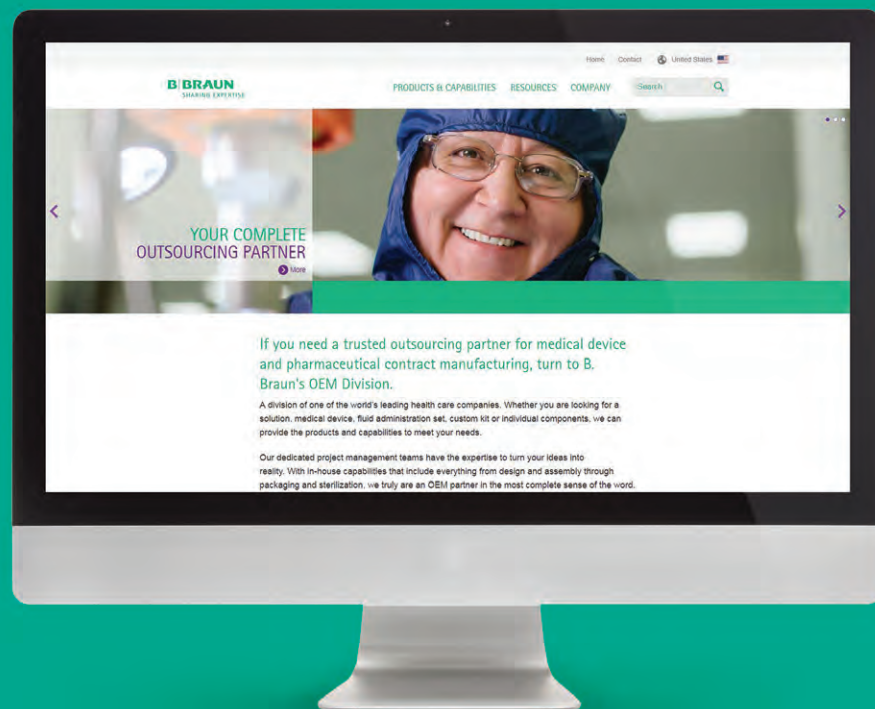 Home Contact United States
B|BRAUN
SHARING EXPERTISE
PRODUCTS & CAPABILITIES RESOURCES COMPANY Search
YOUR COMPLETE
OUTSOURCING PARTNER
More
If you need a trusted outsourcing partner for medical device
and pharmaceutical contract manufacturing, turn to B.
Braun's OEM Division.
A division of one of the world's leading health care companies. Whether you are looking for a
solution, medical device, fluid administration set, custom kit or individual components, we can
provide the products and capabilities to meet your needs.
Our dedicated project management teams have the expertise to turn your ideas into
reality. With in-house capabilities that include everything from design and assembly through
packaging and sterilization, we truly are an OEM partner in the most complete sense of the word.